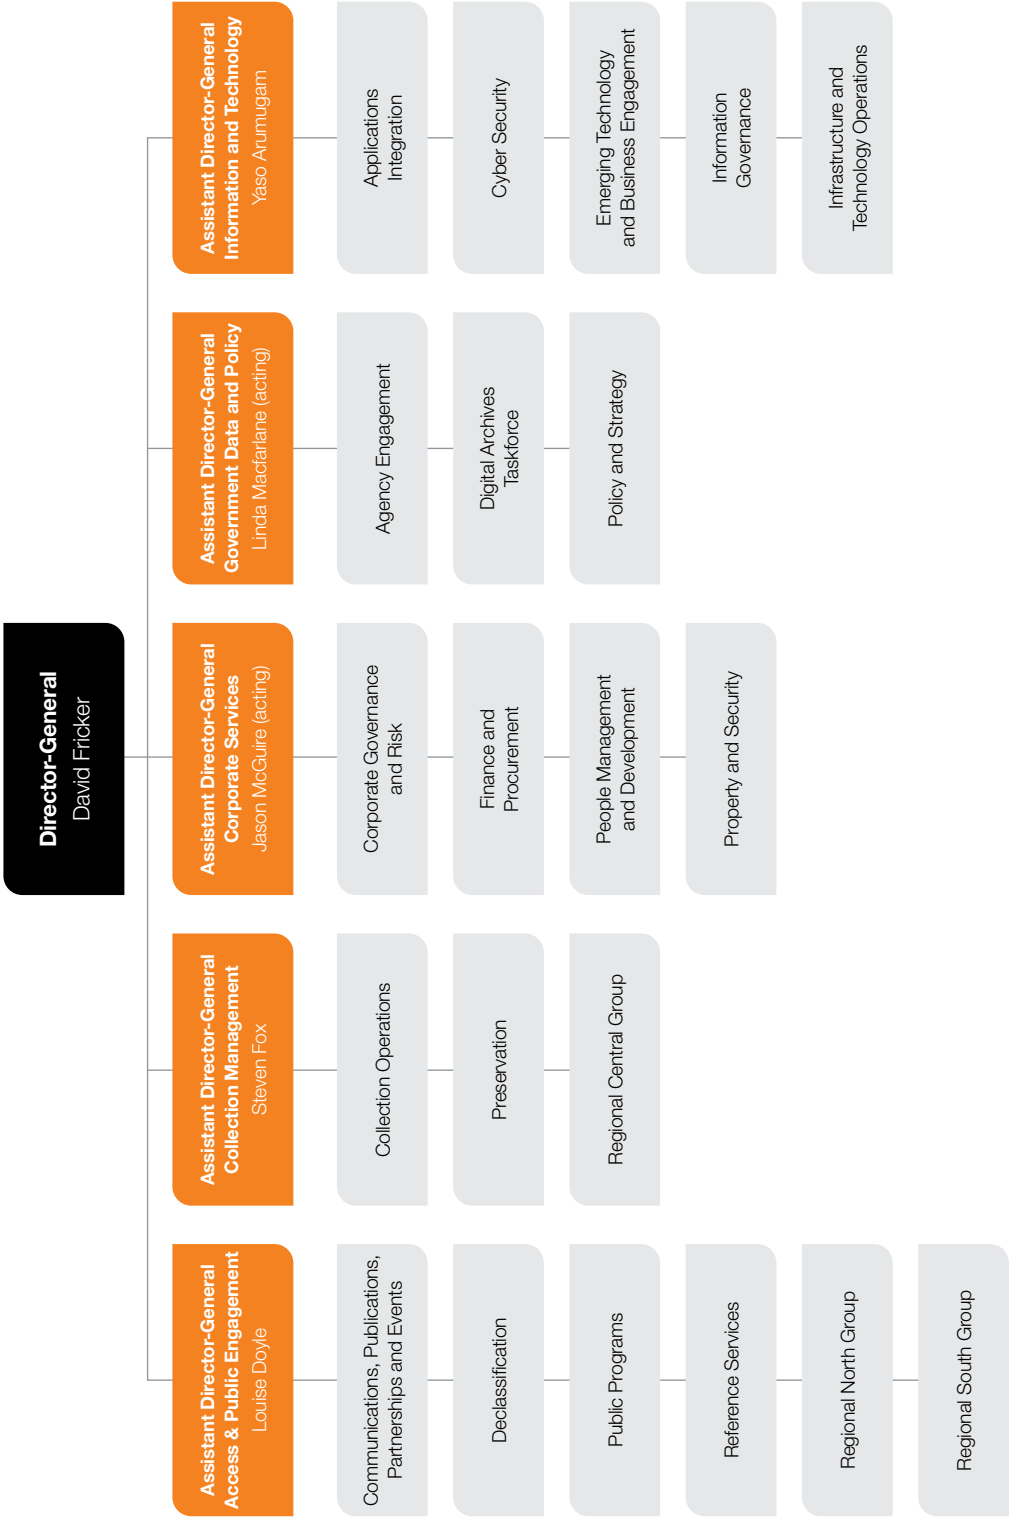 Director-General
David Fricker
Assistant Director-General
Access & Public Engagement
Louise Doyle
Communications, Publications,
Partnerships and Events
Declassification
Public Programs
Reference Services
Regional North Group
Regional South Group
Assistant Director-General
Collection Management
Steven Fox
Collection Operations
Preservation
Regional Central Group
Assistant Director-General
Corporate Services
Jason McGuire (acting)
Corporate Governance
and Risk
Finance and
Procurement
People Management
and Development
Property and Security
Assistant Director-General
Government Data and Policy
Linda Macfarlane (acting)
Agency Engagement
Digital Archives
Taskforce
Policy and Strategy
Assistant Director-General
Information and Technology
Yaso Arumugam
Applications
Integration
Cyber Security
Emerging Technology
and Business Engagement
Information
Governance
Infrastructure and
Technology Operations